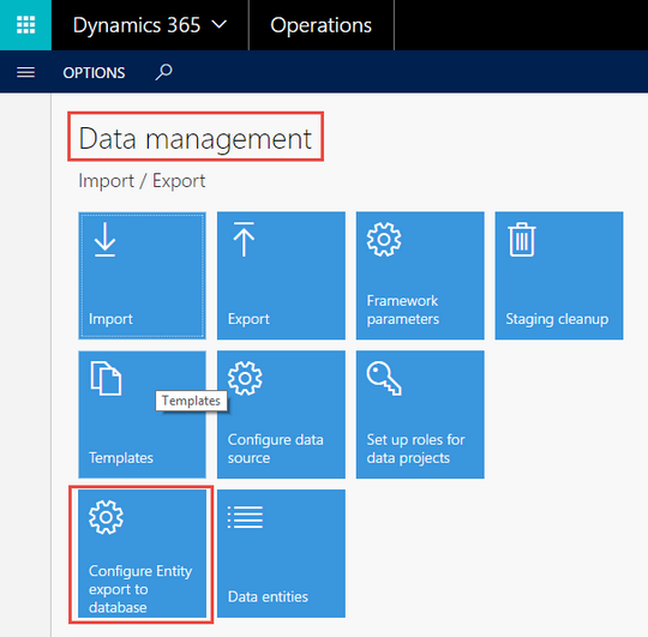 Dynamics 365 Operations
OPTIONS
Data management
Import / Export
Import
Export
Framework
parameters
Staging cleanup
Templates
Templates
Configure data
source
Set up roles for
data projects
Configure Entity
export to
database
Data entities